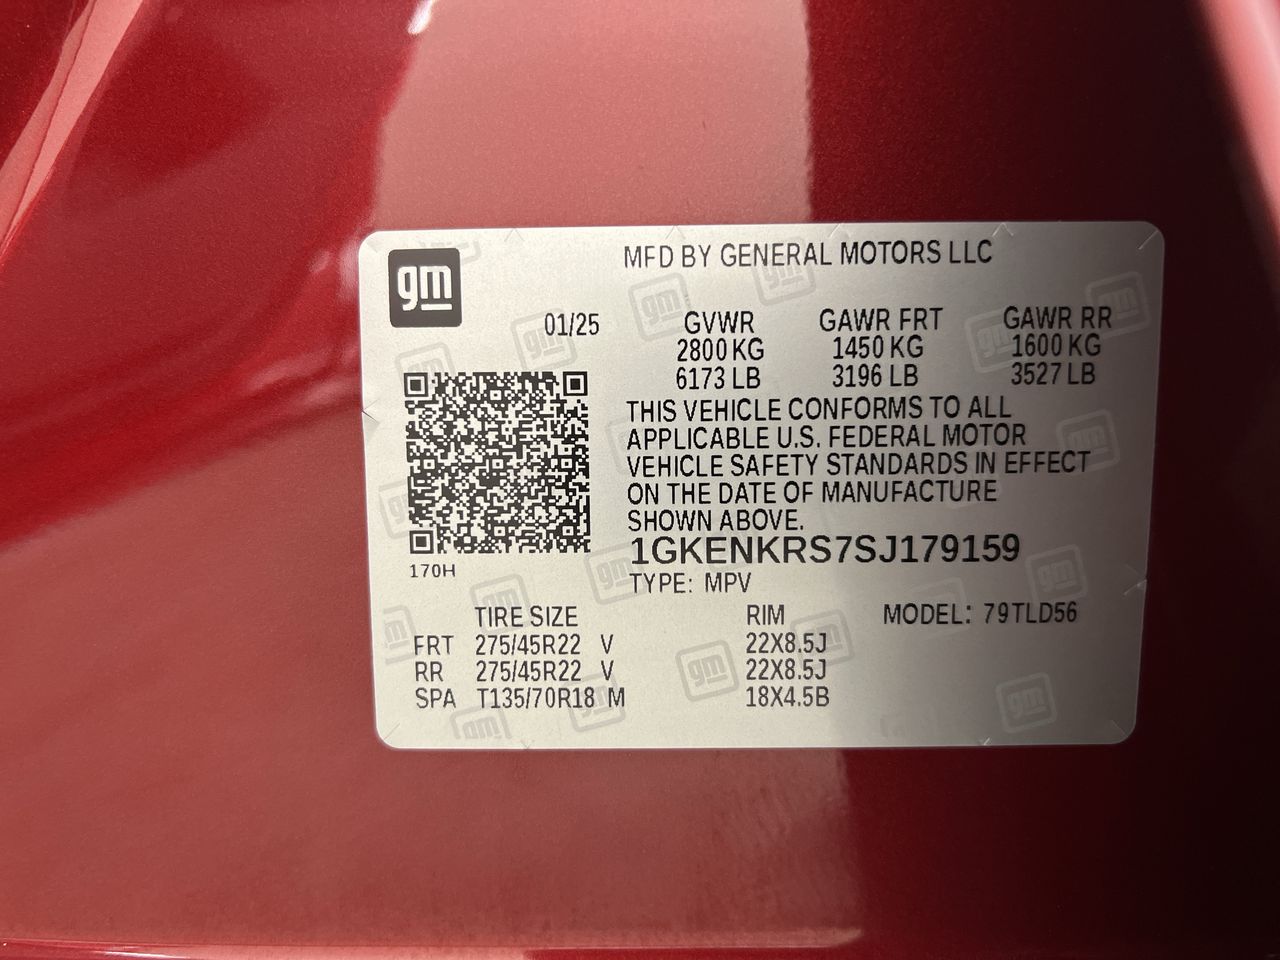 gm
MFD BY GENERAL MOTORS LLC
01/25 GVWR GAWR FRT GAWR RR
2800 KG 1450 KG 1600 KG
6173 LB 3196 LB 3527 LB
THIS VEHICLE CONFORMS TO ALL
APPLICABLE U.S. FEDERAL MOTOR
VEHICLE SAFETY STANDARDS IN EFFECT
ON THE DATE OF MANUFACTURE
SHOWN ABOVE.
1GKENKRS7SJ179159
170H
TYPE: MPV
TIRE SIZE RIM MODEL: 79TLD56
FRT 275/45R22 V 22X8.5J
RR 275/45R22 V 22X8.5J
SPA T135/70R18 M 18X4.5B